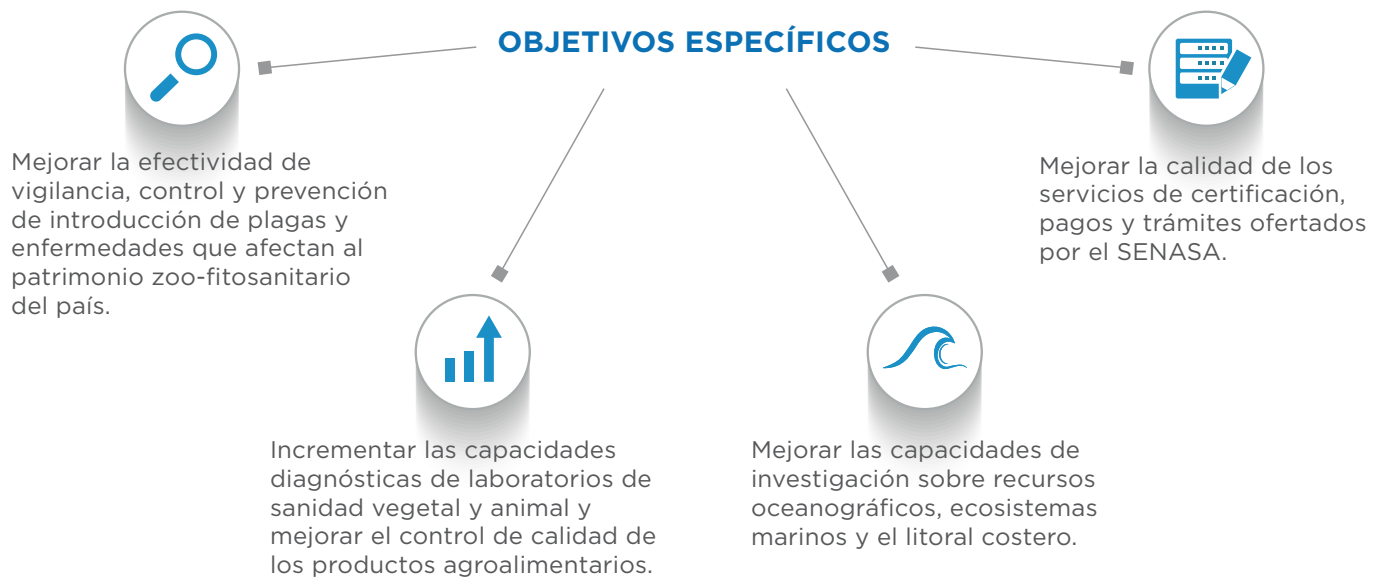 OBJETIVOS ESPECÍFICOS
Mejorar la efectividad de
vigilancia, control y prevención
de introducción de plagas y
enfermedades que afectan al
patrimonio zoo-fitosanitario
del país.
Incrementar las capacidades
diagnósticas de laboratorios de
sanidad vegetal y animal y
mejorar el control de calidad de
los productos agroalimentarios.
Mejorar las capacidades de
investigación sobre recursos
oceanográficos, ecosistemas
marinos y el litoral costero.
Mejorar la calidad de los
servicios de certificación,
pagos y trámites ofertados
por el SENASA.